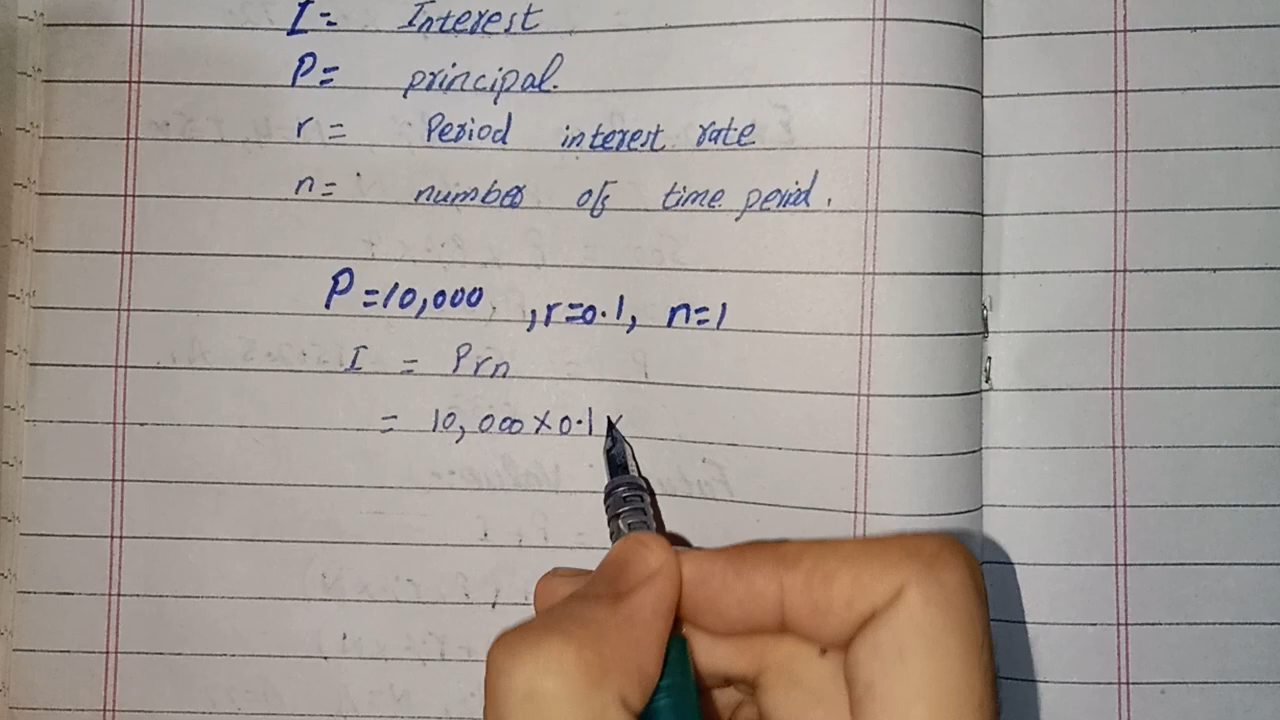 I = Interest
P = principal.
r = Period interest rate
n = number of time period.
P = 10,000, r = 0.1, n = 1
I = Prn
= 10,000 × 0.1 ×